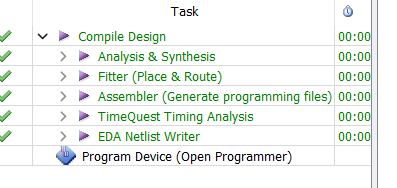 Task
Compile Design 00:00
Analysis & Synthesis 00:00
Fitter (Place & Route) 00:00
Assembler (Generate programming files) 00:00
TimeQuest Timing Analysis 00:00
EDA Netlist Writer 00:00
Program Device (Open Programmer)